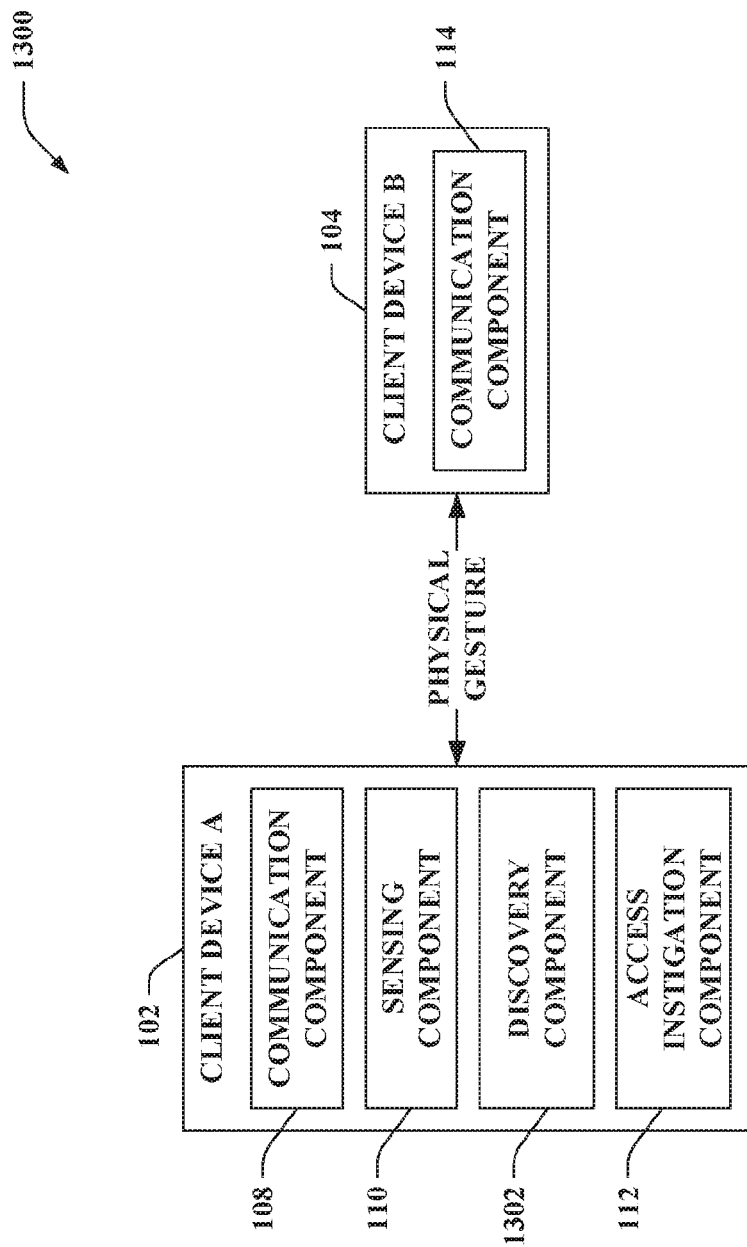 1300
102
CLIENT DEVICE A
108
COMMUNICATION
COMPONENT
110
SENSING
COMPONENT
1302
DISCOVERY
COMPONENT
112
ACCESS
INSTIGATION
COMPONENT
PHYSICAL
GESTURE
104
CLIENT DEVICE B
114
COMMUNICATION
COMPONENT